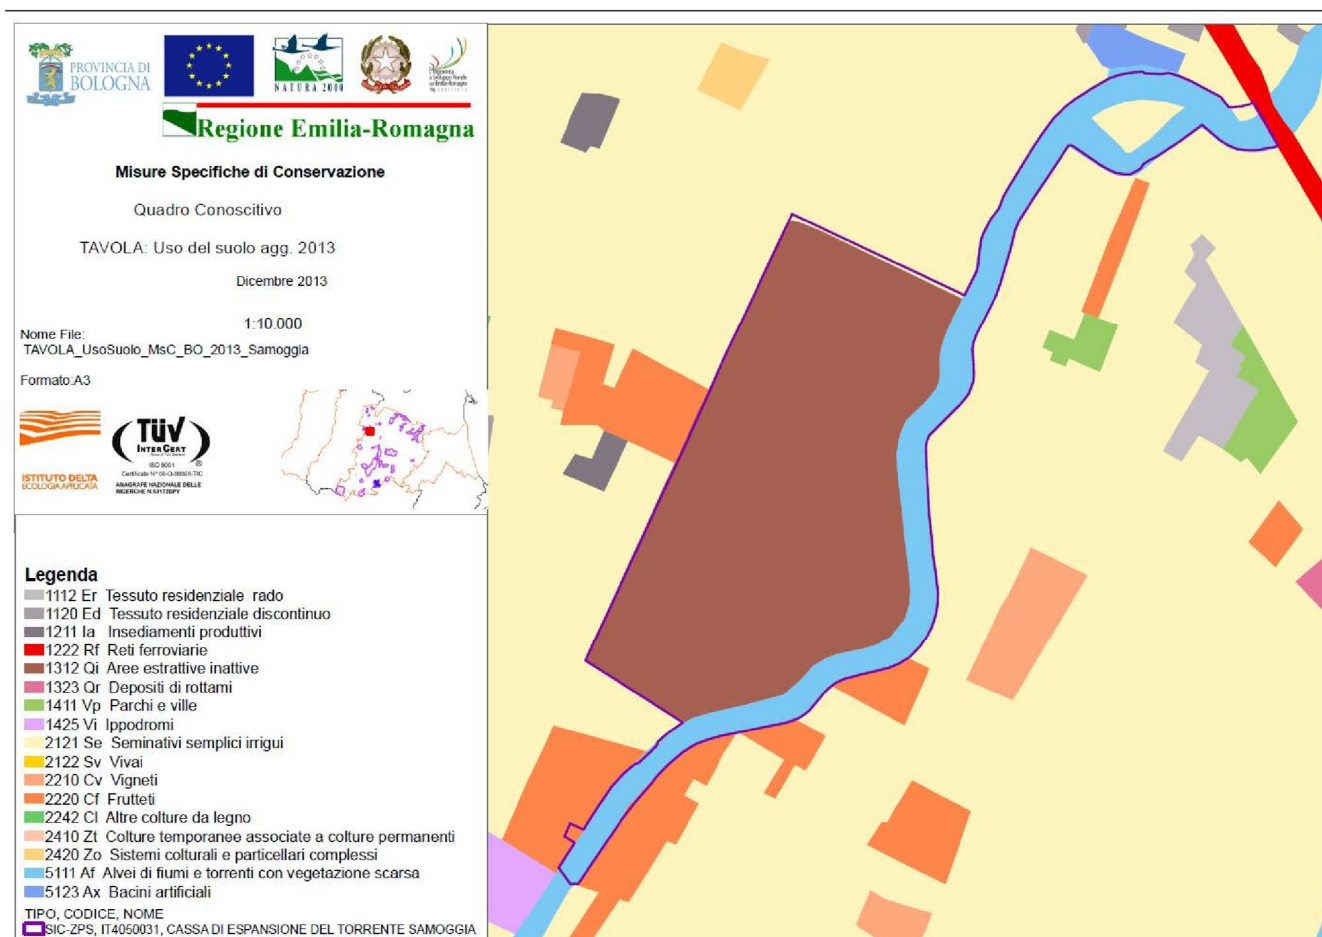 PROVINCIA DI
BOLOGNA
NATURA 2000
Regione Emilia-Romagna
Misure Specifiche di Conservazione
Quadro Conoscitivo
TAVOLA: Uso del suolo agg. 2013
Dicembre 2013
1:10.000
Nome File:
TAVOLA_UsoSuolo_MsC_BO_2013_Samoggia
Formato:A3
ISTITUTO DELTA
ECOLOGIA APPLICATA
TÜV
INTERCERT
ISO 9001
®
ANAGRAFE NAZIONALE DELLE
Legenda
1112 Er Tessuto residenziale rado
1120 Ed Tessuto residenziale discontinuo
1211 Ia Insediamenti produttivi
1222 Rf Reti ferroviarie
1312 Qi Aree estrattive inattive
1323 Qr Depositi di rottami
1411 Vp Parchi e ville
1425 Vi Ippodromi
2121 Se Seminativi semplici irrigui
2122 Sv Vivai
2210 Cv Vigneti
2220 Cf Frutteti
2242 Cl Altre colture da legno
2410 Zt Colture temporanee associate a colture permanenti
2420 Zo Sistemi colturali e particellari complessi
5111 Af Alvei di fiumi e torrenti con vegetazione scarsa
5123 Ax Bacini artificiali
TIPO, CODICE, NOME
SIC-ZPS, IT4050031, CASSA DI ESPANSIONE DEL TORRENTE SAMOGGIA